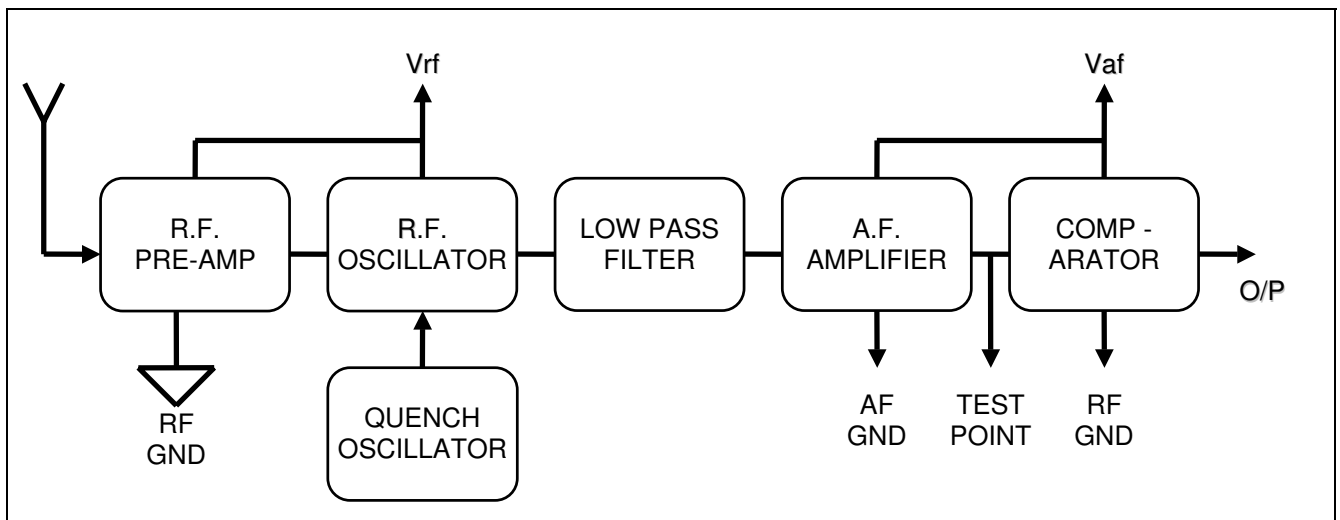 Vrf
Vaf
R.F.
PRE-AMP
R.F.
OSCILLATOR
LOW PASS
FILTER
A.F.
AMPLIFIER
COMP -
ARATOR
O/P
RF
GND
QUENCH
OSCILLATOR
AF
GND
TEST
POINT
RF
GND